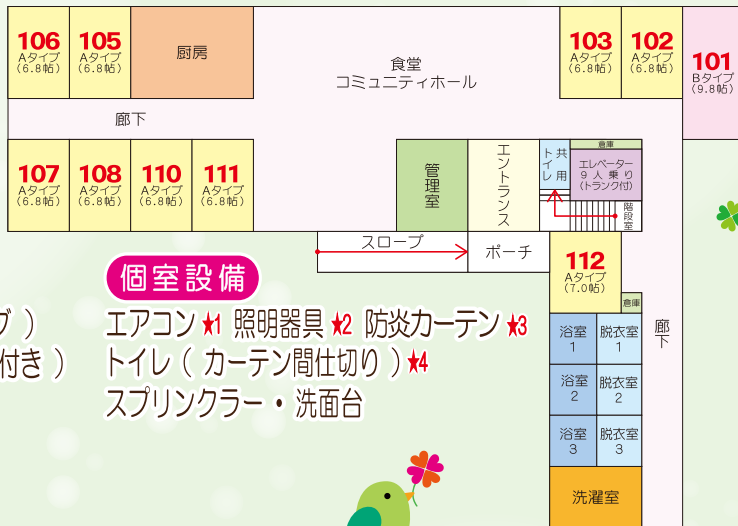 106
Aタイプ
(6.8帖)
105
Aタイプ
(6.8帖)
厨房
食堂
コミュニティホール
103
Aタイプ
(6.8帖)
102
Aタイプ
(6.8帖)
101
Bタイプ
(9.8帖)
廊下
107
Aタイプ
(6.8帖)
108
Aタイプ
(6.8帖)
110
Aタイプ
(6.8帖)
111
Aタイプ
(6.8帖)
管理室
エントランス
共用
トイレ
倉庫
エレベーター
9人乗り
(トランク付)
階段室
スロープ
ポーチ
112
Aタイプ
(7.0帖)
倉庫
廊下
浴室
1
脱衣室
1
浴室
2
脱衣室
2
浴室
3
脱衣室
3
洗濯室
個室設備
プ )
付き )
エアコン★1 照明器具★2 防炎カーテン★3
トイレ ( カーテン間仕切り ) ★4
スプリンクラー・洗面台